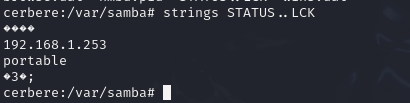 cerbere:/var/samba# strings STATUS..LCK
����
192.168.1.253
portable
�3�;
cerbere:/var/samba#